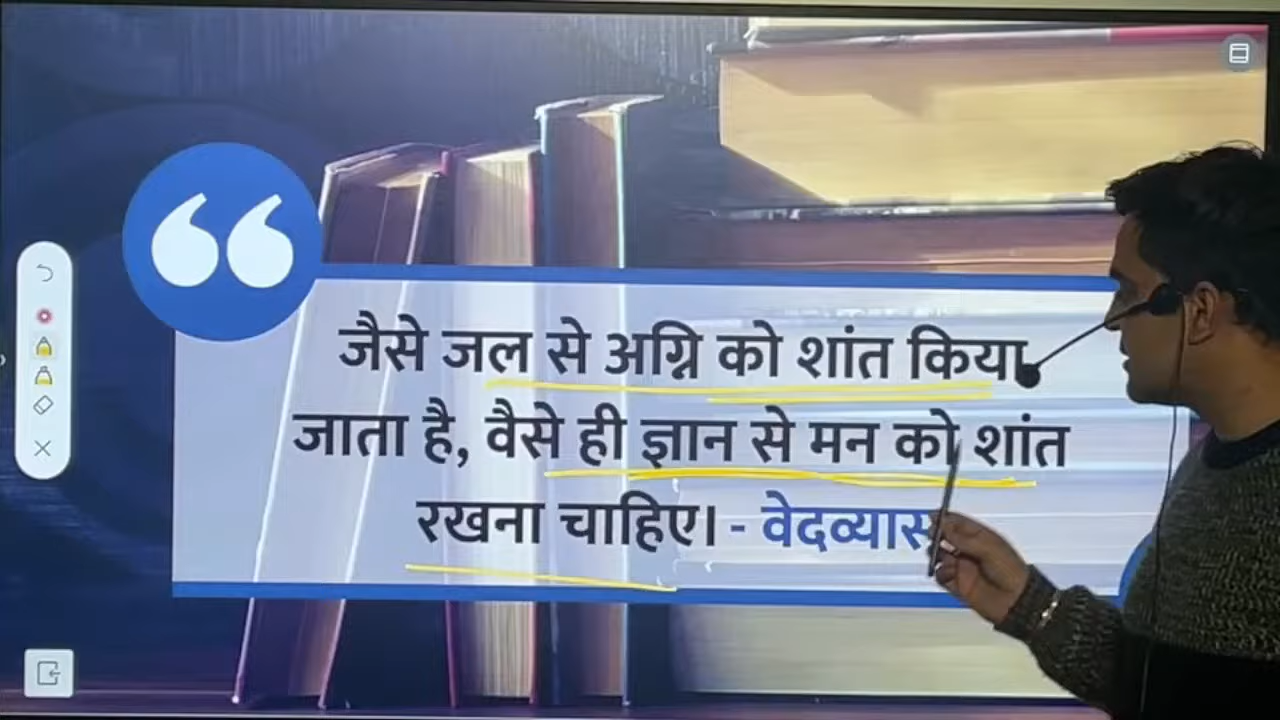 जैसे जल से अग्नि को शांत किया
जाता है, वैसे ही ज्ञान से मन को शांत
रखना चाहिए। - वेदव्यास